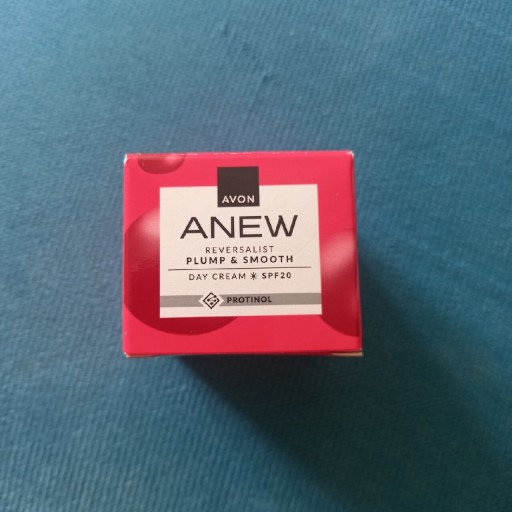 AVON
ANEW
REVERSALIST
PLUMP & SMOOTH
DAY CREAM ☀ SPF20
PROTINOL